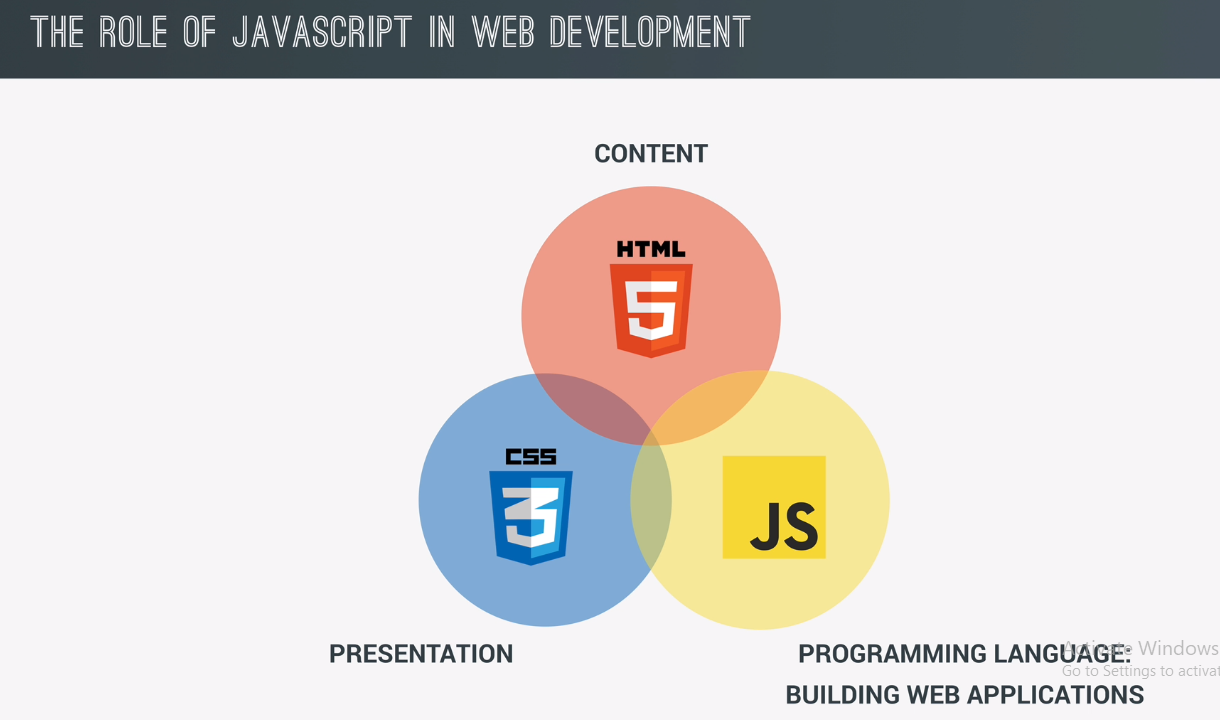 THE ROLE OF JAVASCRIPT IN WEB DEVELOPMENT
CONTENT
HTML
5
CSS
3
JS
PRESENTATION
PROGRAMMING LANGUAGE:
BUILDING WEB APPLICATIONS
Activate Windows
Go to Settings to activat